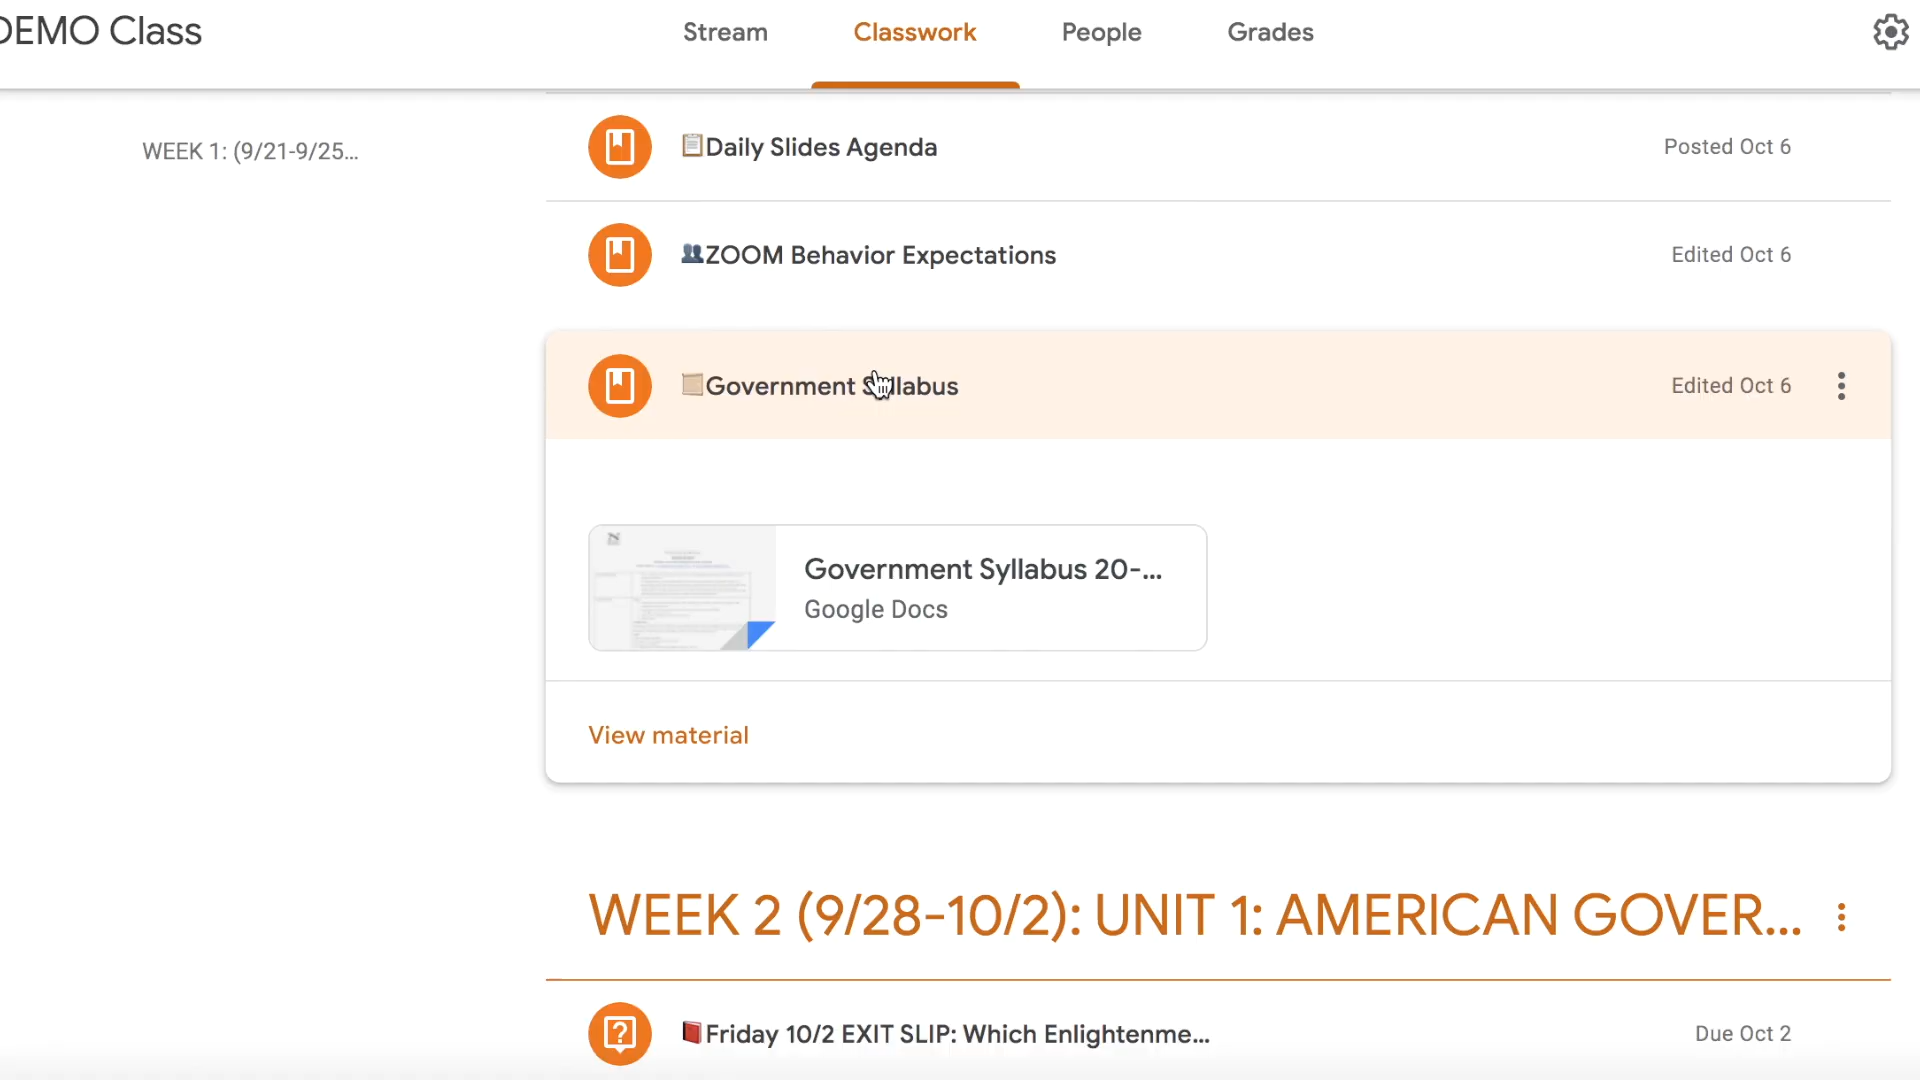 DEMO Class
Stream
Classwork
People
Grades
WEEK 1: (9/21-9/25...
Daily Slides Agenda
Posted Oct 6
ZOOM Behavior Expectations
Edited Oct 6
Government Syllabus
Edited Oct 6
Government Syllabus 20-...
Google Docs
View material
WEEK 2 (9/28-10/2): UNIT 1: AMERICAN GOVER...
Friday 10/2 EXIT SLIP: Which Enlightenme...
Due Oct 2